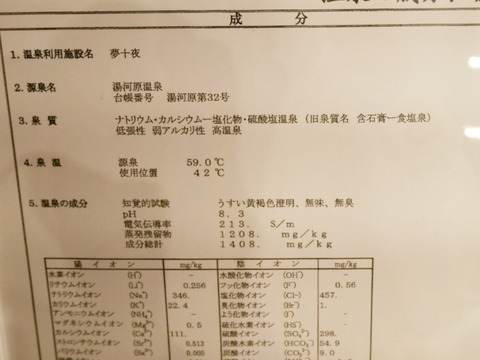 成 分
1.温泉利用施設名 夢十夜
2.源泉名 湯河原温泉
台帳番号 湯河原第32号
3.泉 質 ナトリウム・カルシウム―塩化物・硫酸塩温泉 (旧泉質名 含石膏―食塩泉)
低張性 弱アルカリ性 高温泉
4.泉 温 源泉 59.0℃
使用位置 42℃
5.温泉の成分 知覚的試験 うすい黄褐色澄明、無味、無臭
pH 8.3
電気伝導率 213. S/m
蒸発残留物 1208. mg/kg
成分総計 1408. mg/kg
陽イオン mg/kg 陰イオン mg/kg
水素イオン (H⁺) - 水酸化物イオン (OH⁻) -
リチウムイオン (Li⁺) 0.256 フッ化物イオン (F⁻) 0.56
ナトリウムイオン (Na⁺) 346. 塩化物イオン (Cl⁻) 457.
カリウムイオン (K⁺) 22.4 臭化物イオン (Br⁻) 1.
アンモニウムイオン (NH₄⁺) - よう化物イオン (I⁻) -
マグネシウムイオン (Mg²⁺) 0.5 硫化水素イオン (HS⁻) -
カルシウムイオン (Ca²⁺) 111. 硫酸イオン (SO₄²⁻) 298.
ストロンチウムイオン (Sr²⁺) 0.513 炭酸水素イオン (HCO₃⁻) 54.9
バリウムイオン (Ba²⁺) 0.005 炭酸イオン (CO₃²⁻) 9.0